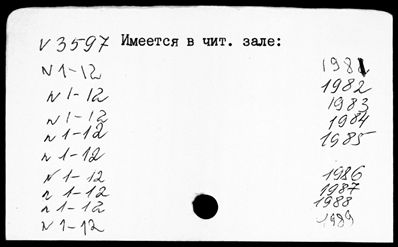 V 3597 Имеется в чит. зале:
N 1-12 1981
N 1-12 1982
N 1-12 1983
N 1-12 1984
N 1-12 1985
N 1-12 1986
N 1-12 1987
N 1-12 1988
N 1-12 1989